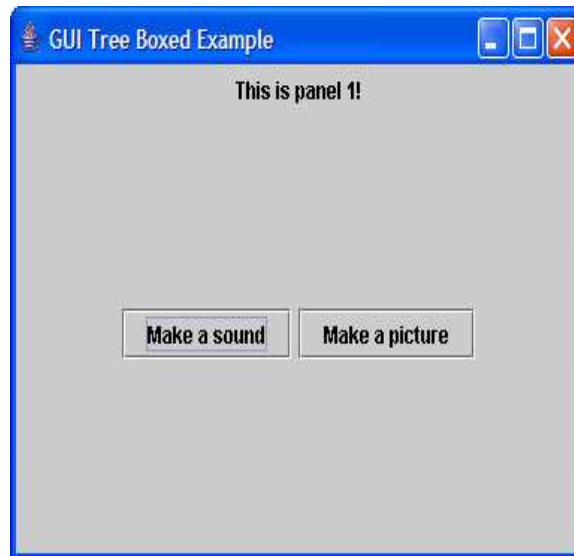 GUI Tree Boxed Example
This is panel 1!
Make a sound Make a picture